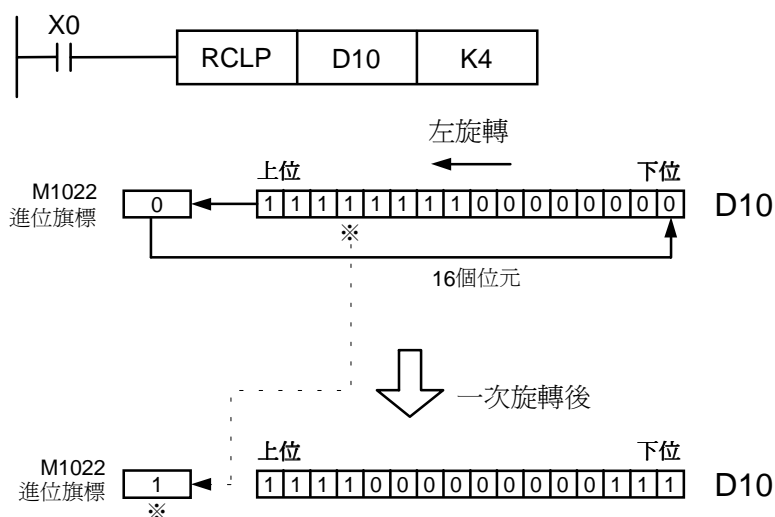 X0
RCLP D10 K4
左旋轉
上位 下位
M1022
進位旗標
0 1 1 1 1 1 1 1 1 0 0 0 0 0 0 0 0 D10
※
16個位元
一次旋轉後
上位 下位
M1022
進位旗標
1 1 1 1 1 0 0 0 0 0 0 0 0 0 1 1 1 D10
※